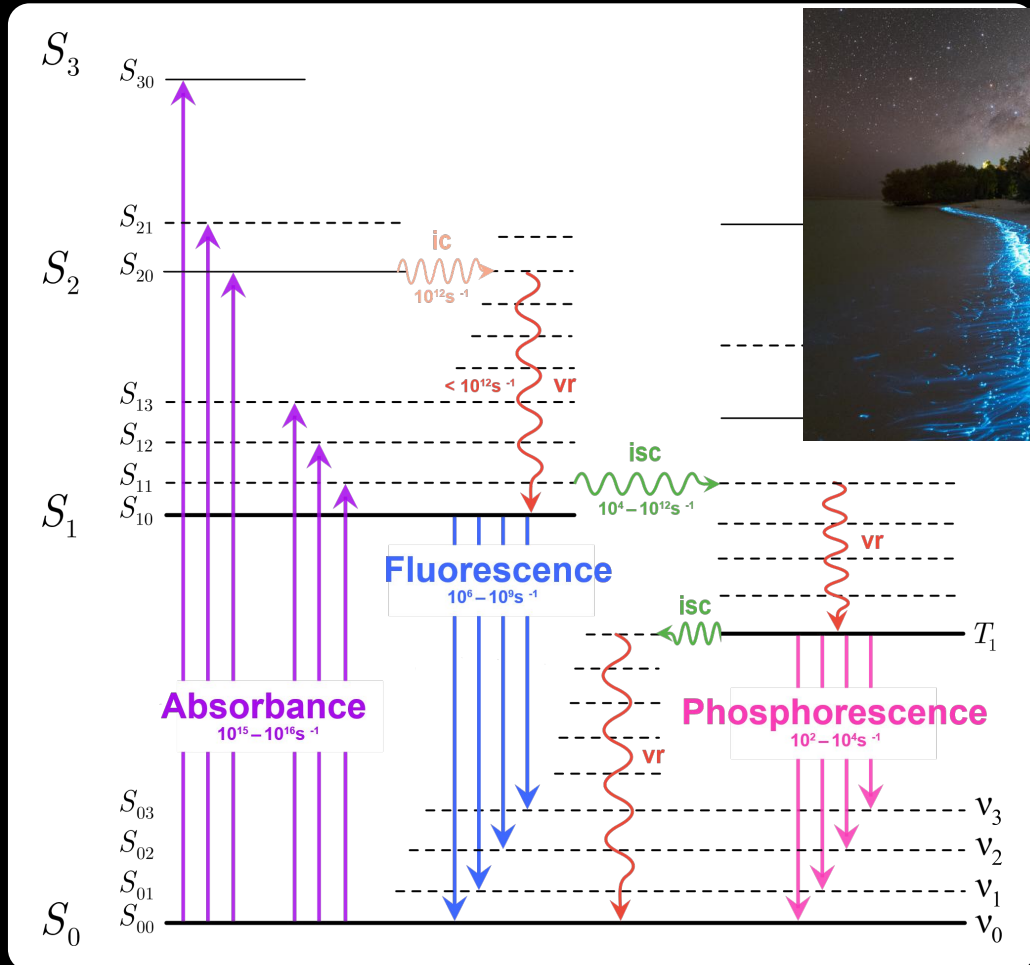 S₃
S₃₀
S₂₁
ic
S₂
S₂₀
10¹²s ⁻¹
< 10¹²s ⁻¹
vr
S₁₃
S₁₂
isc
S₁₁
10⁴ – 10¹²s ⁻¹
S₁
S₁₀
vr
Fluorescence
10⁶ – 10⁹s ⁻¹
isc
T₁
Absorbance
10¹⁵ – 10¹⁶s ⁻¹
Phosphorescence
10² – 10⁴s ⁻¹
vr
S₀₃
ν₃
S₀₂
ν₂
S₀₁
ν₁
S₀
S₀₀
ν₀